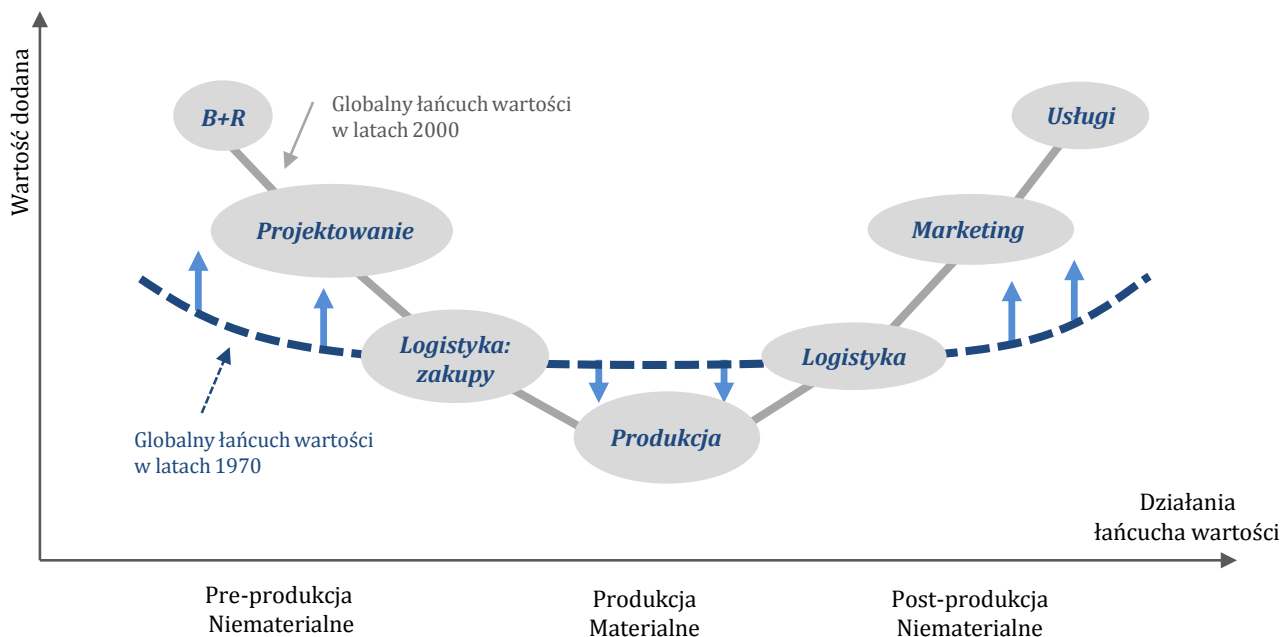 Wartość dodana
B+R
Globalny łańcuch wartości
w latach 2000
Usługi
Projektowanie
Marketing
Logistyka:
zakupy
Logistyka
Produkcja
Globalny łańcuch wartości
w latach 1970
Działania
łańcucha wartości
Pre-produkcja
Niematerialne
Produkcja
Materialne
Post-produkcja
Niematerialne